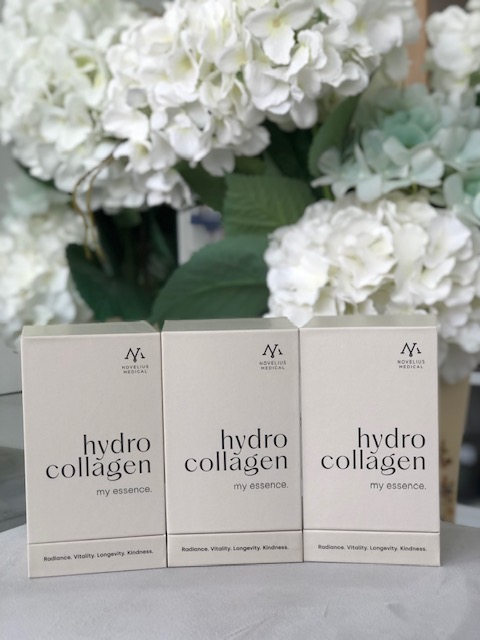 NOVELIUS
MEDICAL
hydro
collagen
my essence.
Radiance. Vitality. Longevity. Kindness.
NOVELIUS
MEDICAL
hydro
collagen
my essence.
Radiance. Vitality. Longevity. Kindness.
NOVELIUS
MEDICAL
hydro
collagen
my essence.
Radiance. Vitality. Longevity. Kindness.